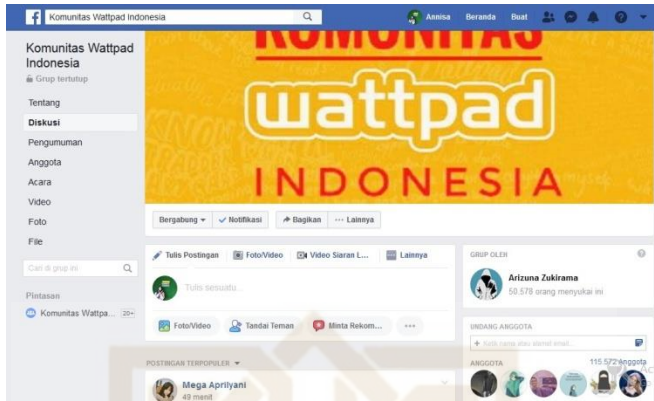 Komunitas Wattpad Indonesia
Annisa Beranda Buat
Komunitas Wattpad
Indonesia
Grup tertutup
Tentang
Diskusi
Pengumuman
Anggota
Acara
Video
Foto
File
Cari di grup ini
Pintasan
Komunitas Wattpa... 20+
KOMUNITAS
wattpad
INDONESIA
Bergabung Notifikasi Bagikan ... Lainnya
Tulis Postingan Foto/Video Video Siaran L... Lainnya
Tulis sesuatu...
Foto/Video Tandai Teman Minta Rekom...
POSTINGAN TERPOPULER
Mega Apriliyani
49 menit
GRUP OLEH
Arizuna Zukirama
50.578 orang menyukai ini
UNDANG ANGGOTA
+ Ketik nama atau alamat email...
ANGGOTA 115.572 Anggota